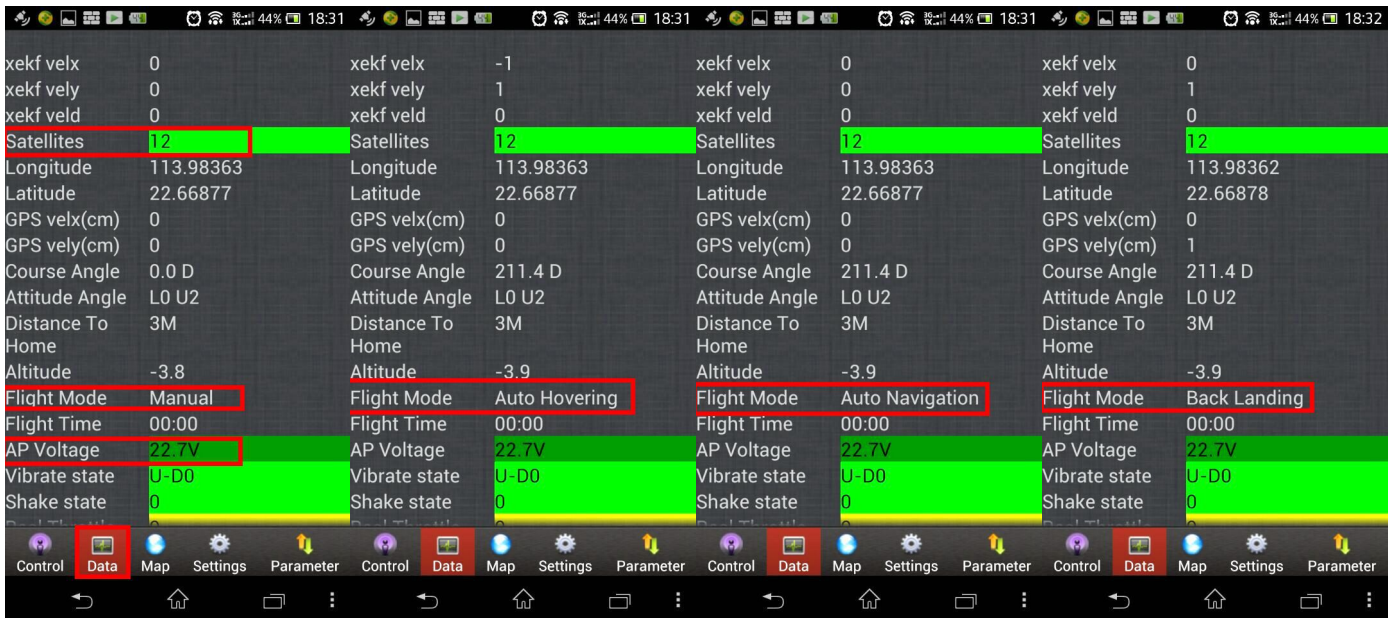 3G 1X 44% 18:31
xekf velx 0
xekf vely 0
xekf veld 0
Satellites 12
Longitude 113.98363
Latitude 22.66877
GPS velx(cm) 0
GPS vely(cm) 0
Course Angle 0.0 D
Attitude Angle L0 U2
Distance To 3M
Home
Altitude -3.8
Flight Mode Manual
Flight Time 00:00
AP Voltage 22.7V
Vibrate state U-D0
Shake state 0
Control Data Map Settings Parameter
3G 1X 44% 18:31
xekf velx -1
xekf vely 1
xekf veld 0
Satellites 12
Longitude 113.98363
Latitude 22.66877
GPS velx(cm) 0
GPS vely(cm) 0
Course Angle 211.4 D
Attitude Angle L0 U2
Distance To 3M
Home
Altitude -3.9
Flight Mode Auto Hovering
Flight Time 00:00
AP Voltage 22.7V
Vibrate state U-D0
Shake state 0
Control Data Map Settings Parameter
3G 1X 44% 18:31
xekf velx 0
xekf vely 0
xekf veld 0
Satellites 12
Longitude 113.98363
Latitude 22.66877
GPS velx(cm) 0
GPS vely(cm) 0
Course Angle 211.4 D
Attitude Angle L0 U2
Distance To 3M
Home
Altitude -3.9
Flight Mode Auto Navigation
Flight Time 00:00
AP Voltage 22.7V
Vibrate state U-D0
Shake state 0
Control Data Map Settings Parameter
3G 1X 44% 18:32
xekf velx 0
xekf vely 1
xekf veld 0
Satellites 12
Longitude 113.98362
Latitude 22.66878
GPS velx(cm) 0
GPS vely(cm) 1
Course Angle 211.4 D
Attitude Angle L0 U2
Distance To 3M
Home
Altitude -3.9
Flight Mode Back Landing
Flight Time 00:00
AP Voltage 22.7V
Vibrate state U-D0
Shake state 0
Control Data Map Settings Parameter